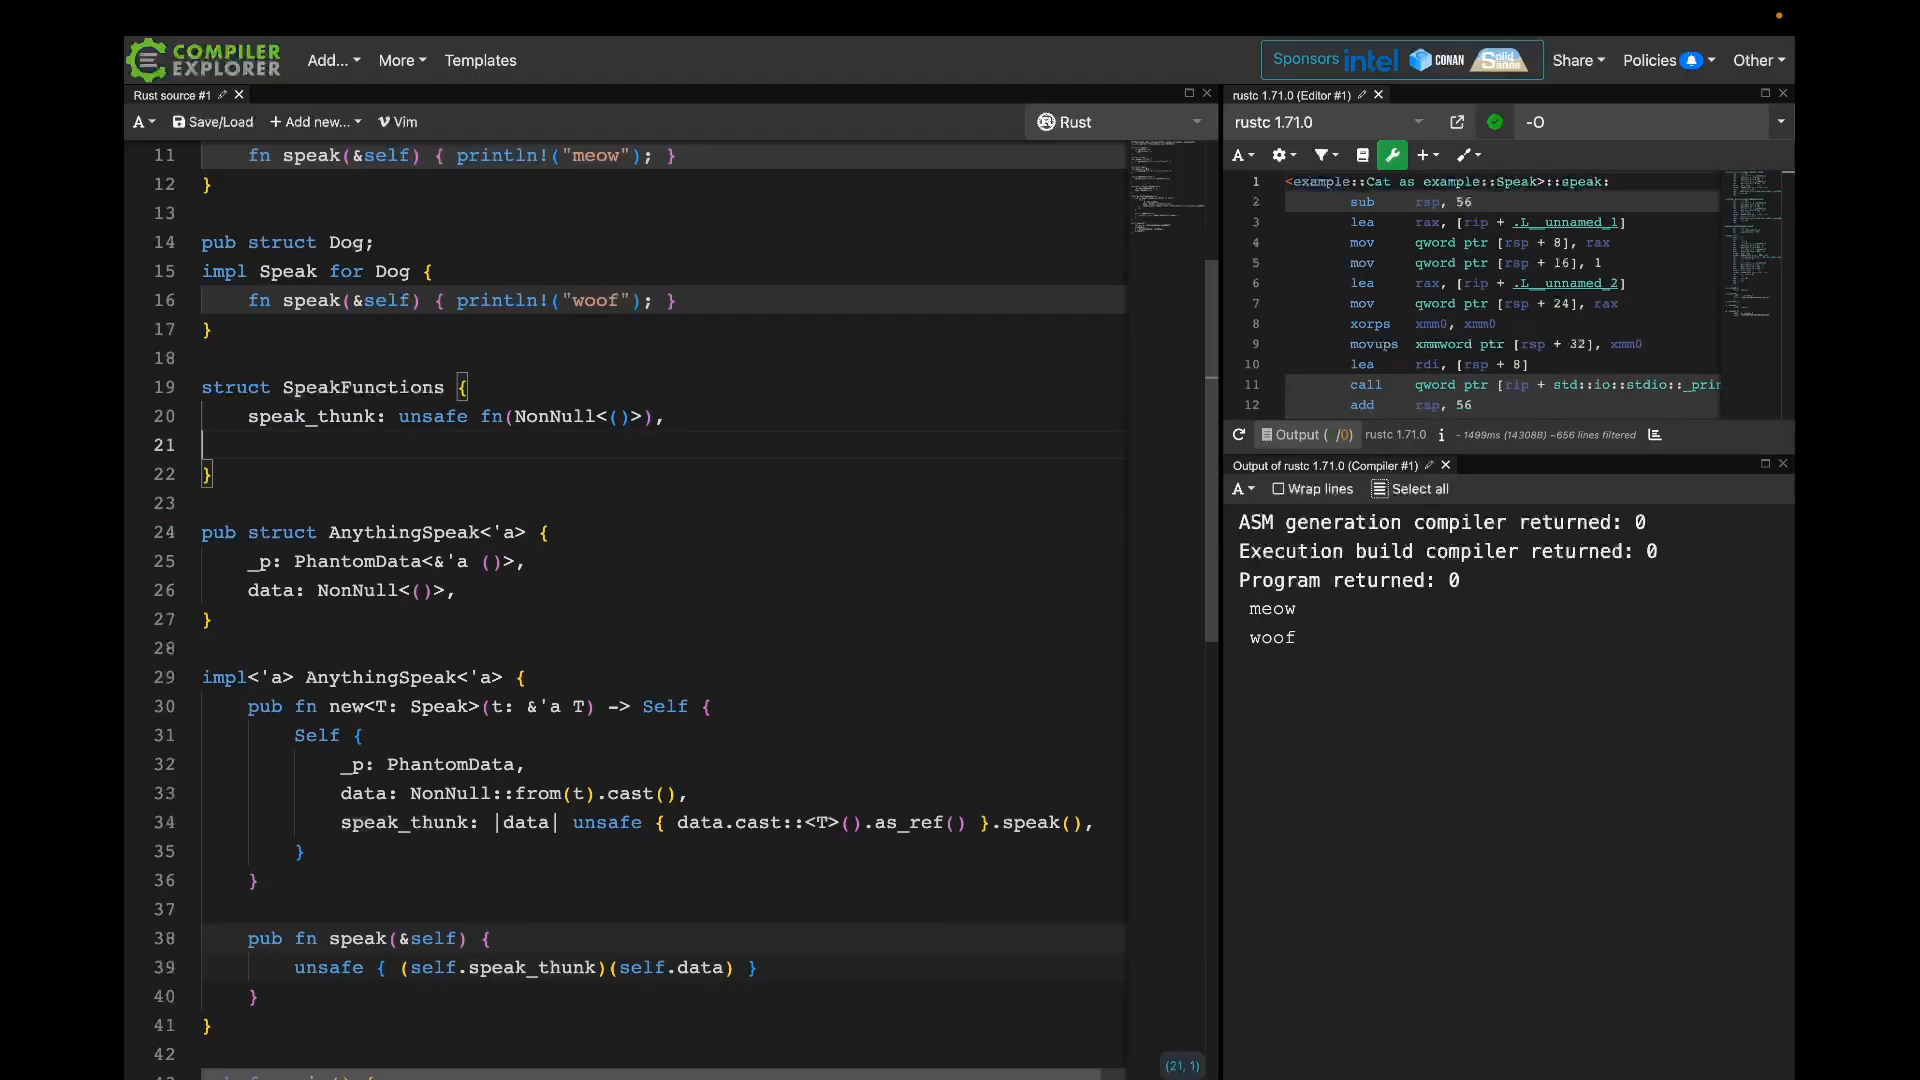 COMPILER EXPLORER
Add...
More
Templates
Sponsors intel CONAN Solid Sands
Share
Policies
Other
Rust source #1
A
Save/Load
+ Add new...
Vim
Rust
11 fn speak(&self) { println!("meow"); }
12 }
13
14 pub struct Dog;
15 impl Speak for Dog {
16 fn speak(&self) { println!("woof"); }
17 }
18
19 struct SpeakFunctions {
20 speak_thunk: unsafe fn(NonNull<()>),
21
22 }
23
24 pub struct AnythingSpeak<'a> {
25 _p: PhantomData<&'a ()>,
26 data: NonNull<()>,
27 }
28
29 impl<'a> AnythingSpeak<'a> {
30 pub fn new<T: Speak>(t: &'a T) -> Self {
31 Self {
32 _p: PhantomData,
33 data: NonNull::from(t).cast(),
34 speak_thunk: |data| unsafe { data.cast::<T>().as_ref() }.speak(),
35 }
36 }
37
38 pub fn speak(&self) {
39 unsafe { (self.speak_thunk)(self.data) }
40 }
41 }
42
(21, 1)
rustc 1.71.0 (Editor #1)
rustc 1.71.0
-O
A
1 <example::Cat as example::Speak>::speak:
2 sub rsp, 56
3 lea rax, [rip + .L__unnamed_1]
4 mov qword ptr [rsp + 8], rax
5 mov qword ptr [rsp + 16], 1
6 lea rax, [rip + .L__unnamed_2]
7 mov qword ptr [rsp + 24], rax
8 xorps xmm0, xmm0
9 movups xmmword ptr [rsp + 32], xmm0
10 lea rdi, [rsp + 8]
11 call qword ptr [rip + std::io::stdio::_prin
12 add rsp, 56
Output ( /0) rustc 1.71.0 i - 1499ms (14308B) ~656 lines filtered
Output of rustc 1.71.0 (Compiler #1)
A
Wrap lines
Select all
ASM generation compiler returned: 0
Execution build compiler returned: 0
Program returned: 0
meow
woof